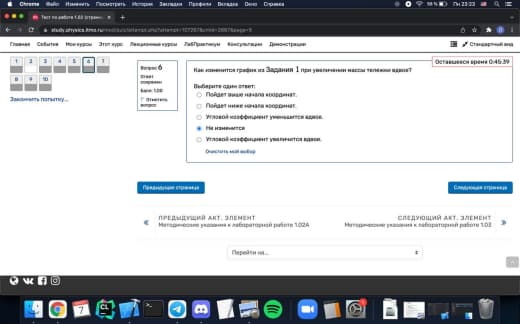 Chrome Файл Изменить Посмотреть История Закладки Профили Вкладка Окно Справка
Пн 23:23
Тест по работе 1.02 (страни
study.physics.itmo.ru/mod/quiz/attempt.php?attempt=107267&cmid=2897&page=5
Главная События Мои курсы Этот курс Лекционные курсы ЛабПрактикум Консультации Демонстрации
Стандартный вид
1 2 3 4 5 6 7
8 9 10
Закончить попытку...
Вопрос 6
Ответ сохранен
Балл: 1,00
Отметить вопрос
Оставшееся время 0:45:39
Как изменится график из Задания 1 при увеличении массы тележки вдвое?
Выберите один ответ:
Пойдет выше начала координат.
Пойдет ниже начала координат.
Угловой коэффициент уменьшится вдвое.
Не изменится
Угловой коэффициент увеличится вдвое.
Очистить мой выбор
Предыдущая страница
Следующая страница
ПРЕДЫДУЩИЙ АКТ. ЭЛЕМЕНТ
Методические указания к лабораторной работе 1.02А
СЛЕДУЮЩИЙ АКТ. ЭЛЕМЕНТ
Методические указания к лабораторной работе 1.03
Перейти на...